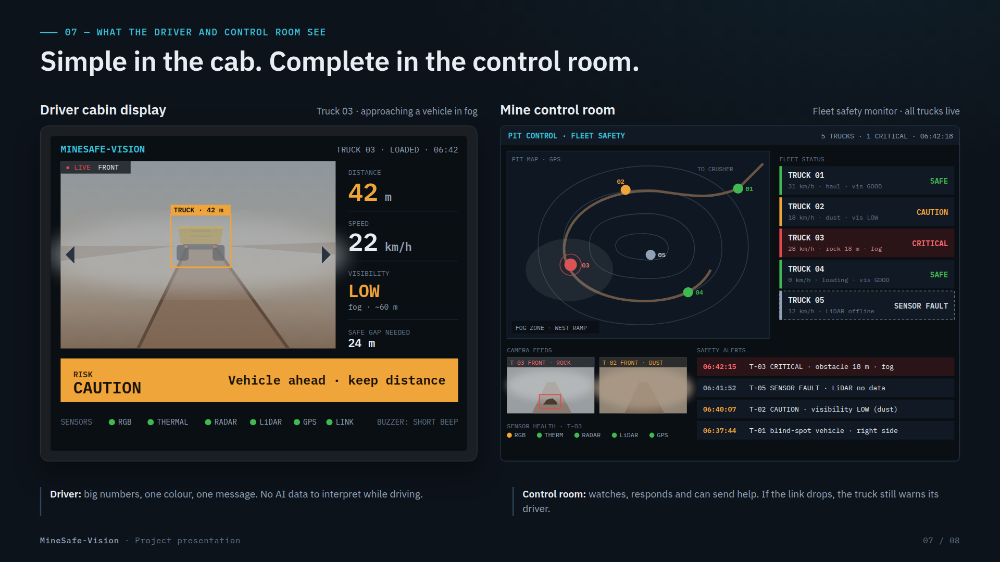 07 — WHAT THE DRIVER AND CONTROL ROOM SEE
Simple in the cab. Complete in the control room.
Driver cabin display
Truck 03 · approaching a vehicle in fog
MINESAFE-VISION
TRUCK 03 · LOADED · 06:42
● LIVE FRONT
TRUCK · 42 m
DISTANCE
42 m
SPEED
22 km/h
VISIBILITY
LOW
fog · ~60 m
SAFE GAP NEEDED
24 m
RISK
CAUTION
Vehicle ahead · keep distance
SENSORS RGB THERMAL RADAR LiDAR GPS LINK BUZZER: SHORT BEEP
Driver: big numbers, one colour, one message. No AI data to interpret while driving.
Mine control room
Fleet safety monitor · all trucks live
PIT CONTROL · FLEET SAFETY
5 TRUCKS · 1 CRITICAL · 06:42:18
PIT MAP · GPS
TO CRUSHER
02
01
05
03
04
FOG ZONE · WEST RAMP
FLEET STATUS
TRUCK 01
31 km/h · haul · vis GOOD
SAFE
TRUCK 02
18 km/h · dust · vis LOW
CAUTION
TRUCK 03
28 km/h · rock 18 m · fog
CRITICAL
TRUCK 04
0 km/h · loading · vis GOOD
SAFE
TRUCK 05
12 km/h · LiDAR offline
SENSOR FAULT
CAMERA FEEDS
T-03 FRONT · ROCK
T-02 FRONT · DUST
SENSOR HEALTH · T-03
RGB THERM RADAR LiDAR GPS
SAFETY ALERTS
06:42:15 T-03 CRITICAL · obstacle 18 m · fog
06:41:52 T-05 SENSOR FAULT · LiDAR no data
06:40:07 T-02 CAUTION · visibility LOW (dust)
06:37:44 T-01 blind-spot vehicle · right side
Control room: watches, responds and can send help. If the link drops, the truck still warns its
driver.
MineSafe-Vision · Project presentation
07 / 08